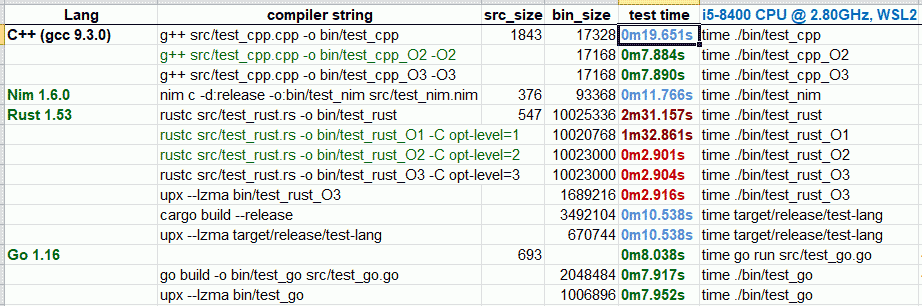 Lang compiler string src_size bin_size test time i5-8400 CPU @ 2.80GHz, WSL2
C++ (gcc 9.3.0) g++ src/test_cpp.cpp -o bin/test_cpp 1843 17328 0m19.651s time ./bin/test_cpp
g++ src/test_cpp.cpp -o bin/test_cpp_O2 -O2 17168 0m7.884s time ./bin/test_cpp_O2
g++ src/test_cpp.cpp -o bin/test_cpp_O3 -O3 17168 0m7.890s time ./bin/test_cpp_O3
Nim 1.6.0 nim c -d:release -o:bin/test_nim src/test_nim.nim 376 93368 0m11.766s time ./bin/test_nim
Rust 1.53 rustc src/test_rust.rs -o bin/test_rust 547 10025336 2m31.157s time ./bin/test_rust
rustc src/test_rust.rs -o bin/test_rust_O1 -C opt-level=1 10020768 1m32.861s time ./bin/test_rust_O1
rustc src/test_rust.rs -o bin/test_rust_O2 -C opt-level=2 10023000 0m2.901s time ./bin/test_rust_O2
rustc src/test_rust.rs -o bin/test_rust_O3 -C opt-level=3 10023000 0m2.904s time ./bin/test_rust_O3
upx --lzma bin/test_rust_O3 1689216 0m2.916s time ./bin/test_rust_O3
cargo build --release 3492104 0m10.538s time target/release/test-lang
upx --lzma target/release/test-lang 670744 0m10.538s time target/release/test-lang
Go 1.16 693 0m8.038s time go run src/test_go.go
go build -o bin/test_go src/test_go.go 2048484 0m7.917s time ./bin/test_go
upx --lzma bin/test_go 1006896 0m7.952s time ./bin/test_go